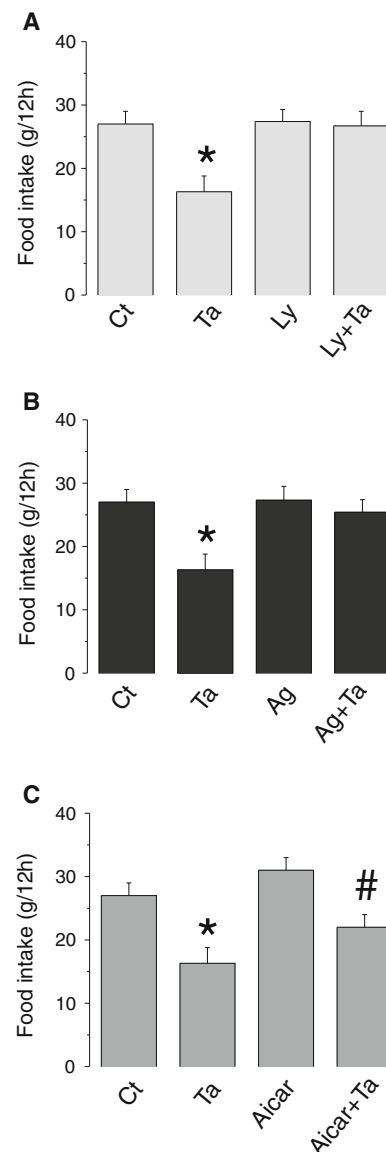 A
Food intake (g/12h)
40
30
20
10
0
*
Ct
Ta
Ly
Ly+Ta
B
Food intake (g/12h)
40
30
20
10
0
*
Ct
Ta
Ag
Ag+Ta
C
Food intake (g/12h)
40
30
20
10
0
*
#
Ct
Ta
Aicar
Aicar+Ta